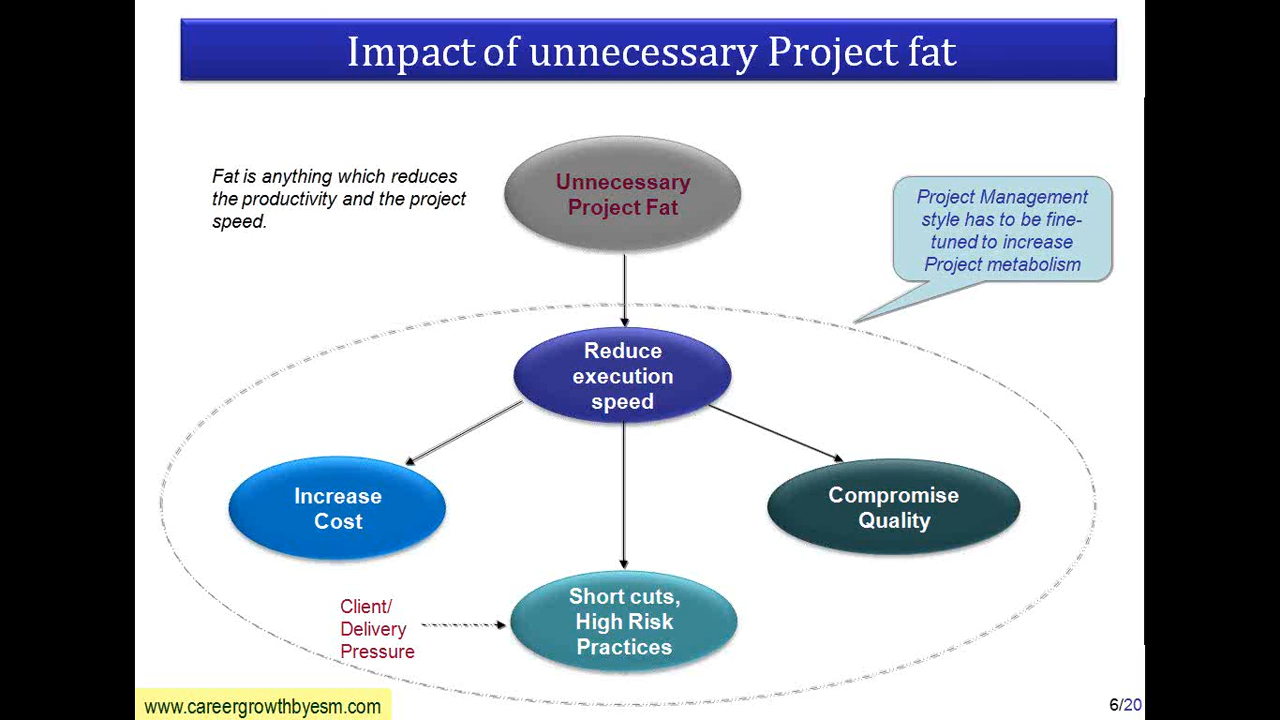 Impact of unnecessary Project fat
Fat is anything which reduces
the productivity and the project
speed.
Unnecessary
Project Fat
Project Management
style has to be fine-
tuned to increase
Project metabolism
Reduce
execution
speed
Increase
Cost
Compromise
Quality
Short cuts,
High Risk
Practices
Client/
Delivery
Pressure
www.careergrowthbyesm.com
6/20